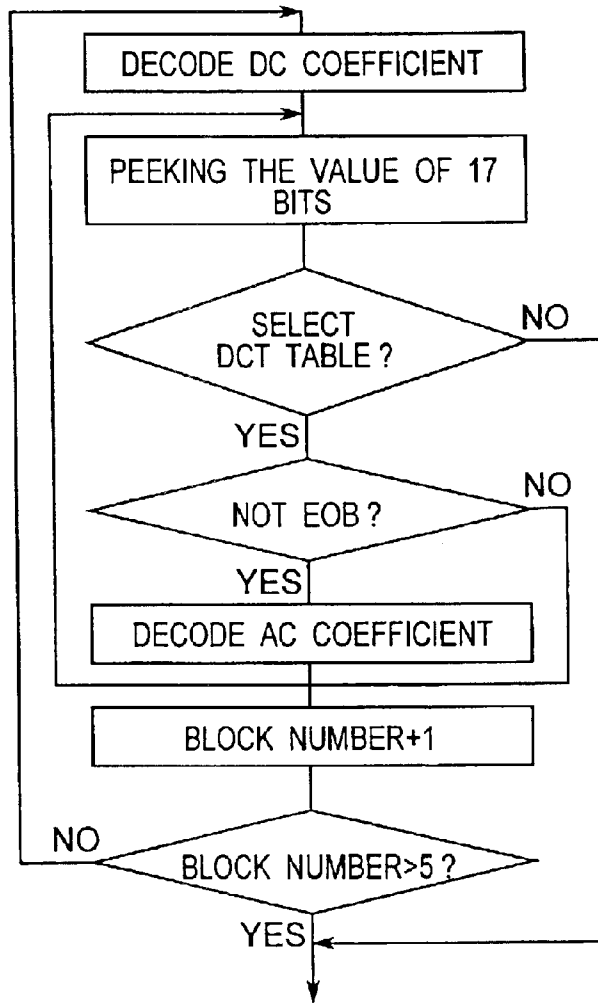 DECODE DC COEFFICIENT
PEEKING THE VALUE OF 17
BITS
SELECT
DCT TABLE?
NO
YES
NOT EOB?
NO
YES
DECODE AC COEFFICIENT
BLOCK NUMBER+1
BLOCK NUMBER>5?
NO
YES